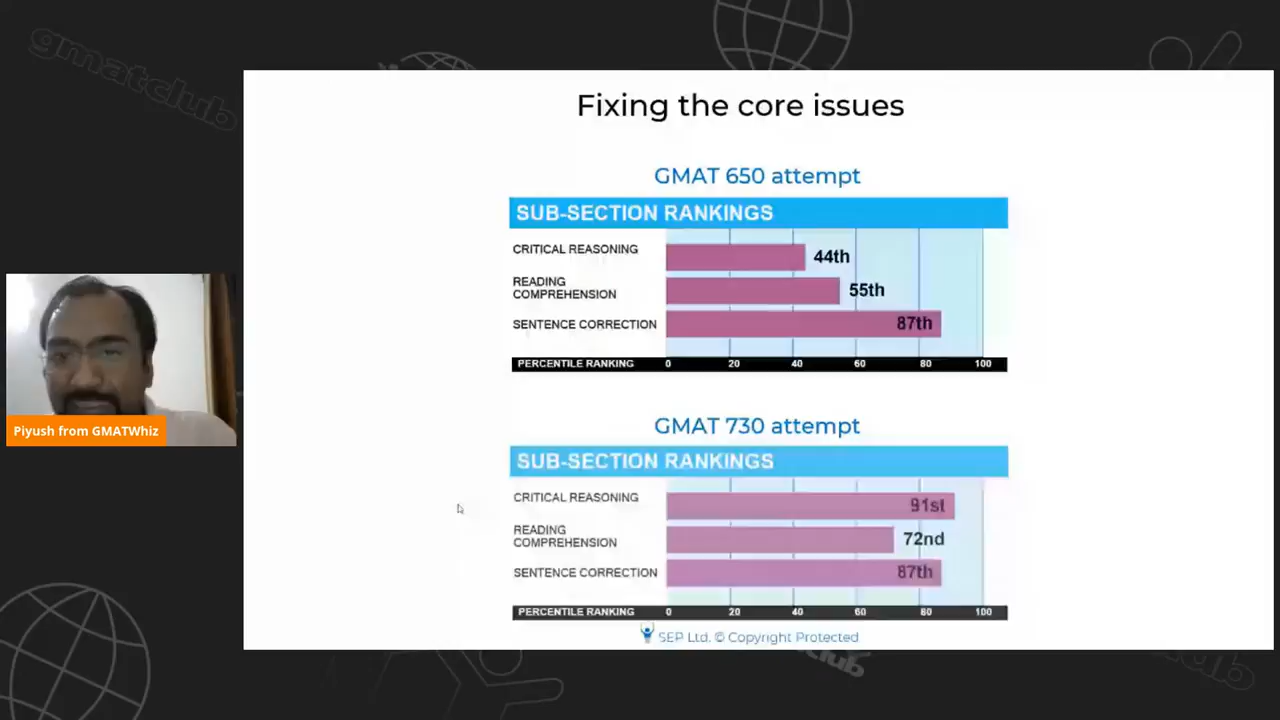 gmatclub
Fixing the core issues
GMAT 650 attempt
SUB-SECTION RANKINGS
CRITICAL REASONING
44th
READING
COMPREHENSION
55th
SENTENCE CORRECTION
87th
PERCENTILE RANKING 0 20 40 60 80 100
Piyush from GMATWhiz
GMAT 730 attempt
SUB-SECTION RANKINGS
CRITICAL REASONING
91st
READING
COMPREHENSION
72nd
SENTENCE CORRECTION
87th
PERCENTILE RANKING 0 20 40 60 80 100
SEP Ltd. © Copyright Protected
club